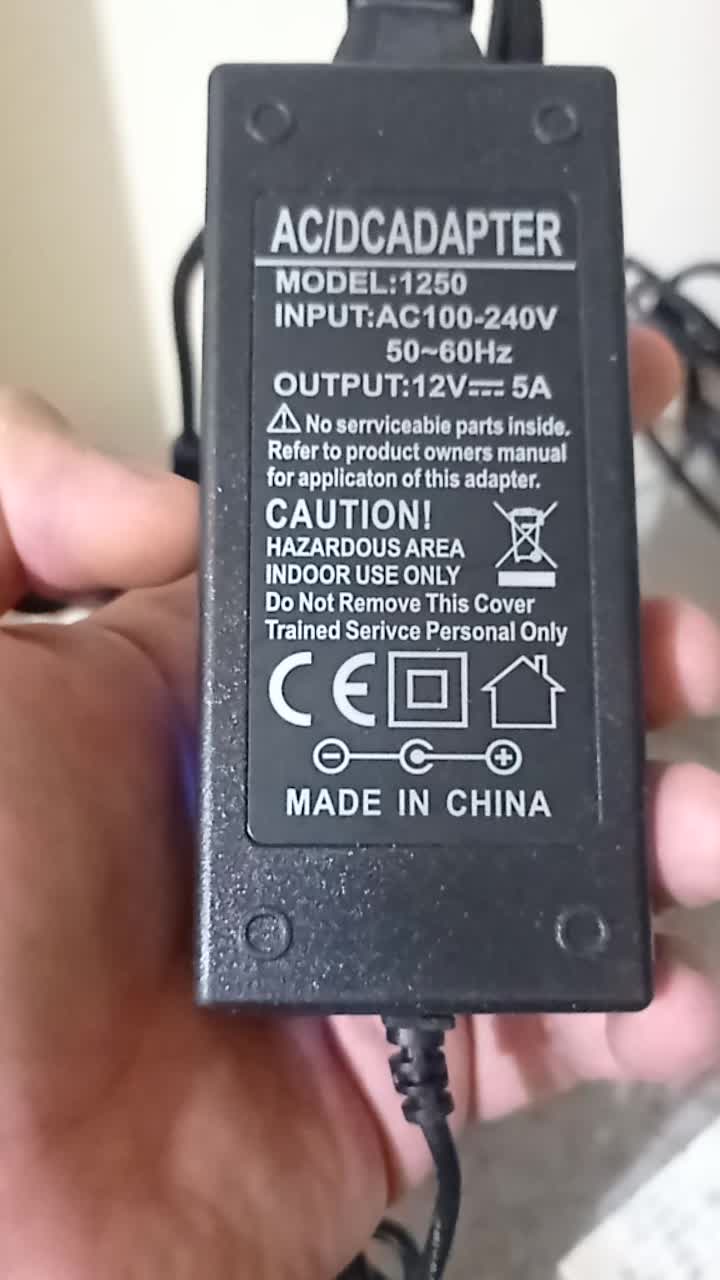 AC/DCADAPTER
MODEL:1250
INPUT:AC100-240V
50~60Hz
OUTPUT:12V⎓5A
No serrviceable parts inside.
Refer to product owners manual
for applicaton of this adapter.
CAUTION!
HAZARDOUS AREA
INDOOR USE ONLY
Do Not Remove This Cover
Trained Serivce Personal Only
CE
MADE IN CHINA